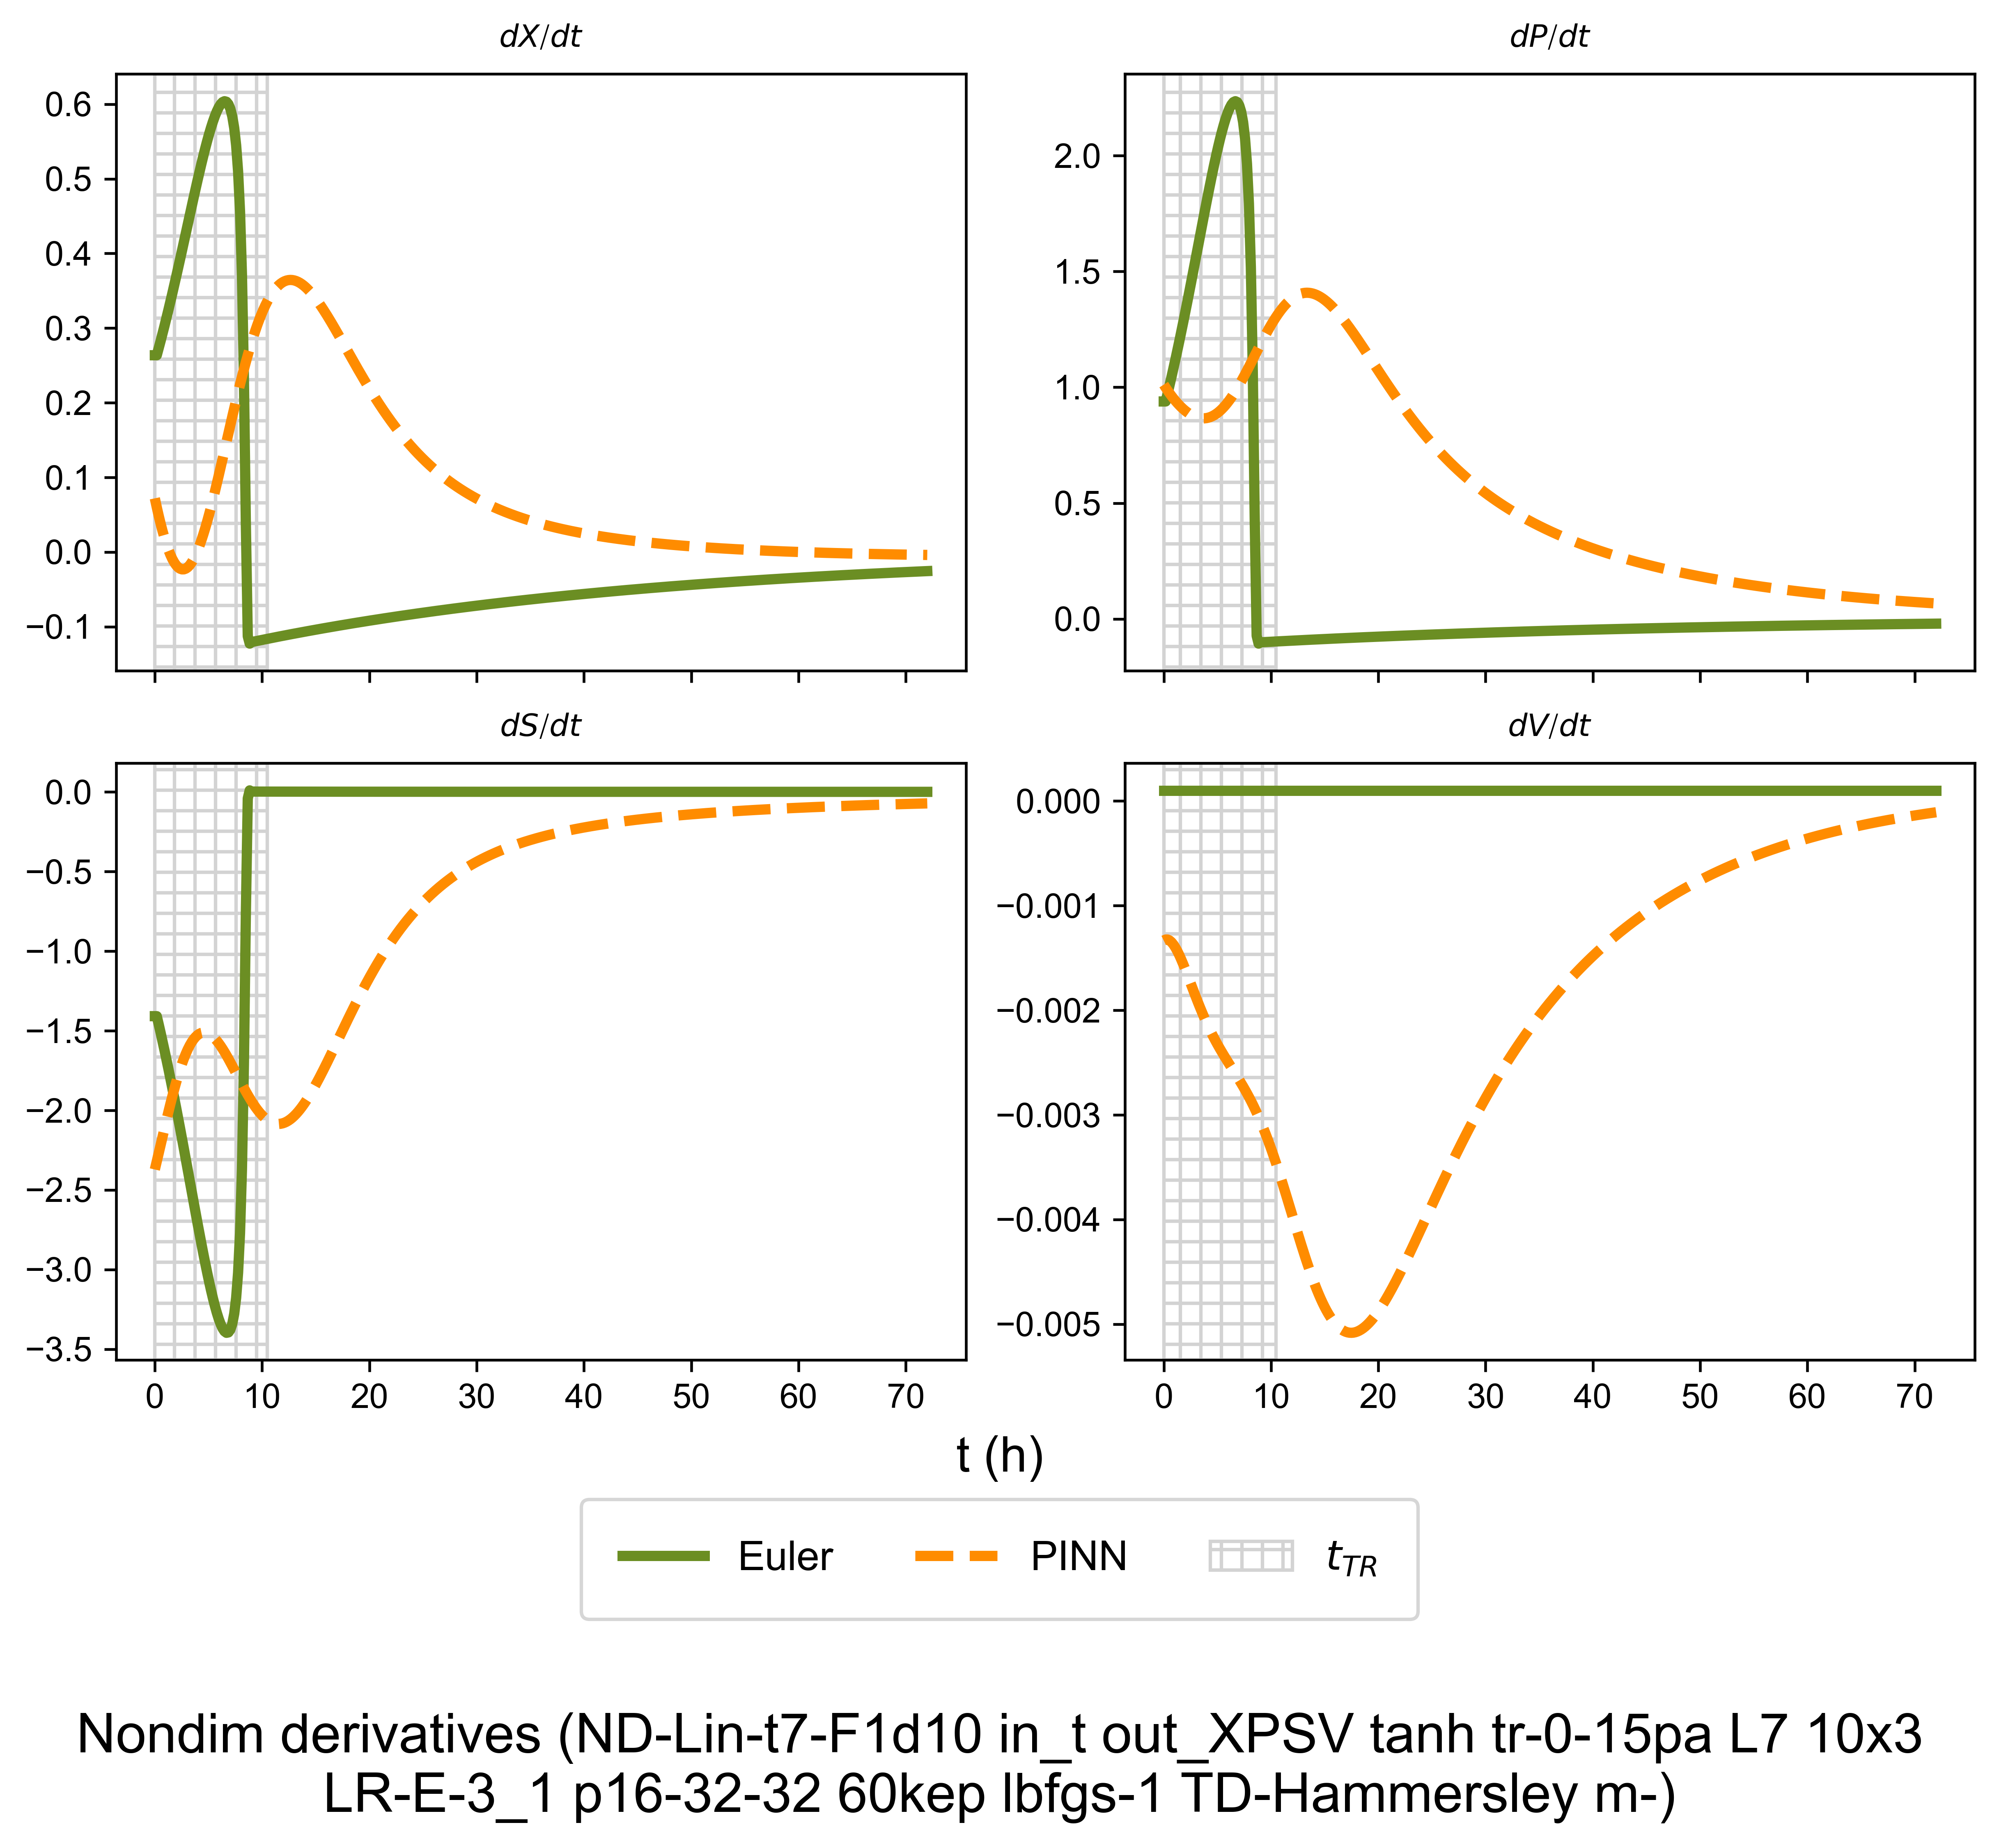 dX/dt
dP/dt
0.6
0.5
0.4
0.3
0.2
0.1
0.0
−0.1
2.0
1.5
1.0
0.5
0.0
dS/dt
dV/dt
0.0
−0.5
−1.0
−1.5
−2.0
−2.5
−3.0
−3.5
0.000
−0.001
−0.002
−0.003
−0.004
−0.005
0 10 20 30 40 50 60 70
0 10 20 30 40 50 60 70
t (h)
Euler PINN t_TR
Nondim derivatives (ND-Lin-t7-F1d10 in_t out_XPSV tanh tr-0-15pa L7 10x3
LR-E-3_1 p16-32-32 60kep lbfgs-1 TD-Hammersley m-)